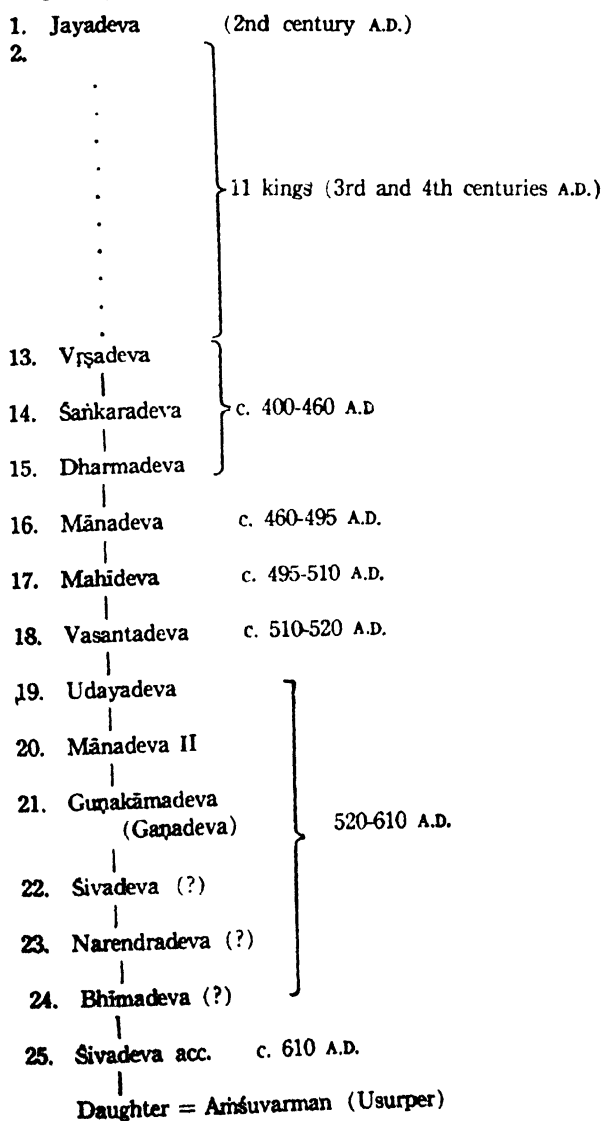 1. Jayadeva (2nd century A.D.)
2.
11 kings (3rd and 4th centuries A.D.)
13. Vṛṣadeva
14. Śaṅkaradeva c. 400-460 A.D
15. Dharmadeva
16. Mānadeva c. 460-495 A.D.
17. Mahīdeva c. 495-510 A.D.
18. Vasantadeva c. 510-520 A.D.
19. Udayadeva
20. Mānadeva II
21. Guṇakāmadeva
(Gaṇadeva) 520-610 A.D.
22. Śivadeva (?)
23. Narendradeva (?)
24. Bhīmadeva (?)
25. Śivadeva acc. c. 610 A.D.
Daughter = Aṁśuvarman (Usurper)